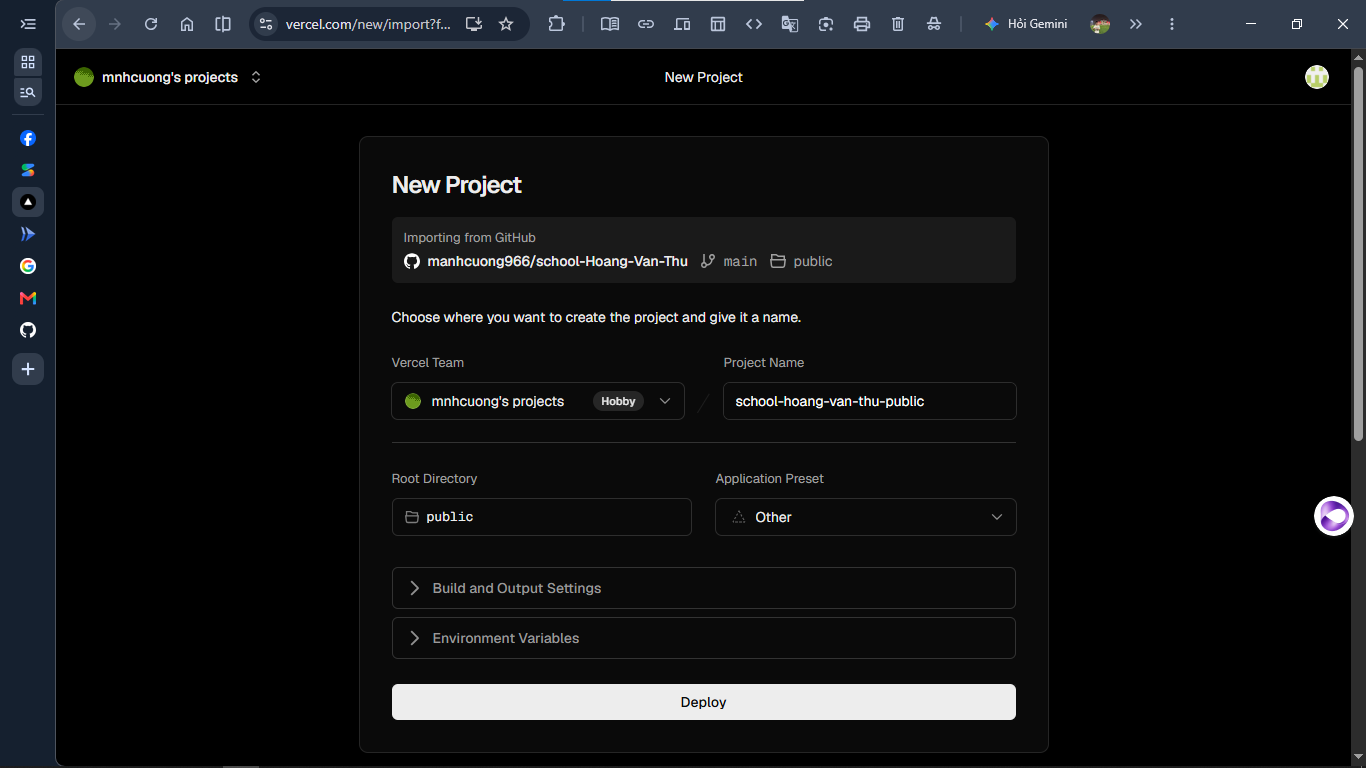 vercel.com/new/import?f...
Hỏi Gemini
mnhcuong's projects
New Project
New Project
Importing from GitHub
manhcuong966/school-Hoang-Van-Thu main public
Choose where you want to create the project and give it a name.
Vercel Team
Project Name
mnhcuong's projects Hobby
school-hoang-van-thu-public
Root Directory
Application Preset
public
Other
Build and Output Settings
Environment Variables
Deploy